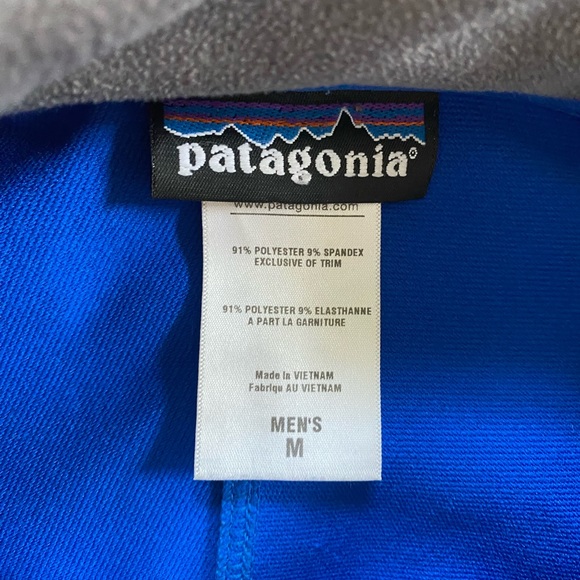 patagonia®
www.patagonia.com
91% POLYESTER 9% SPANDEX
EXCLUSIVE OF TRIM
91% POLYESTER 9% ELASTHANNE
A PART LA GARNITURE
Made in VIETNAM
Fabriqu AU VIETNAM
MEN'S
M